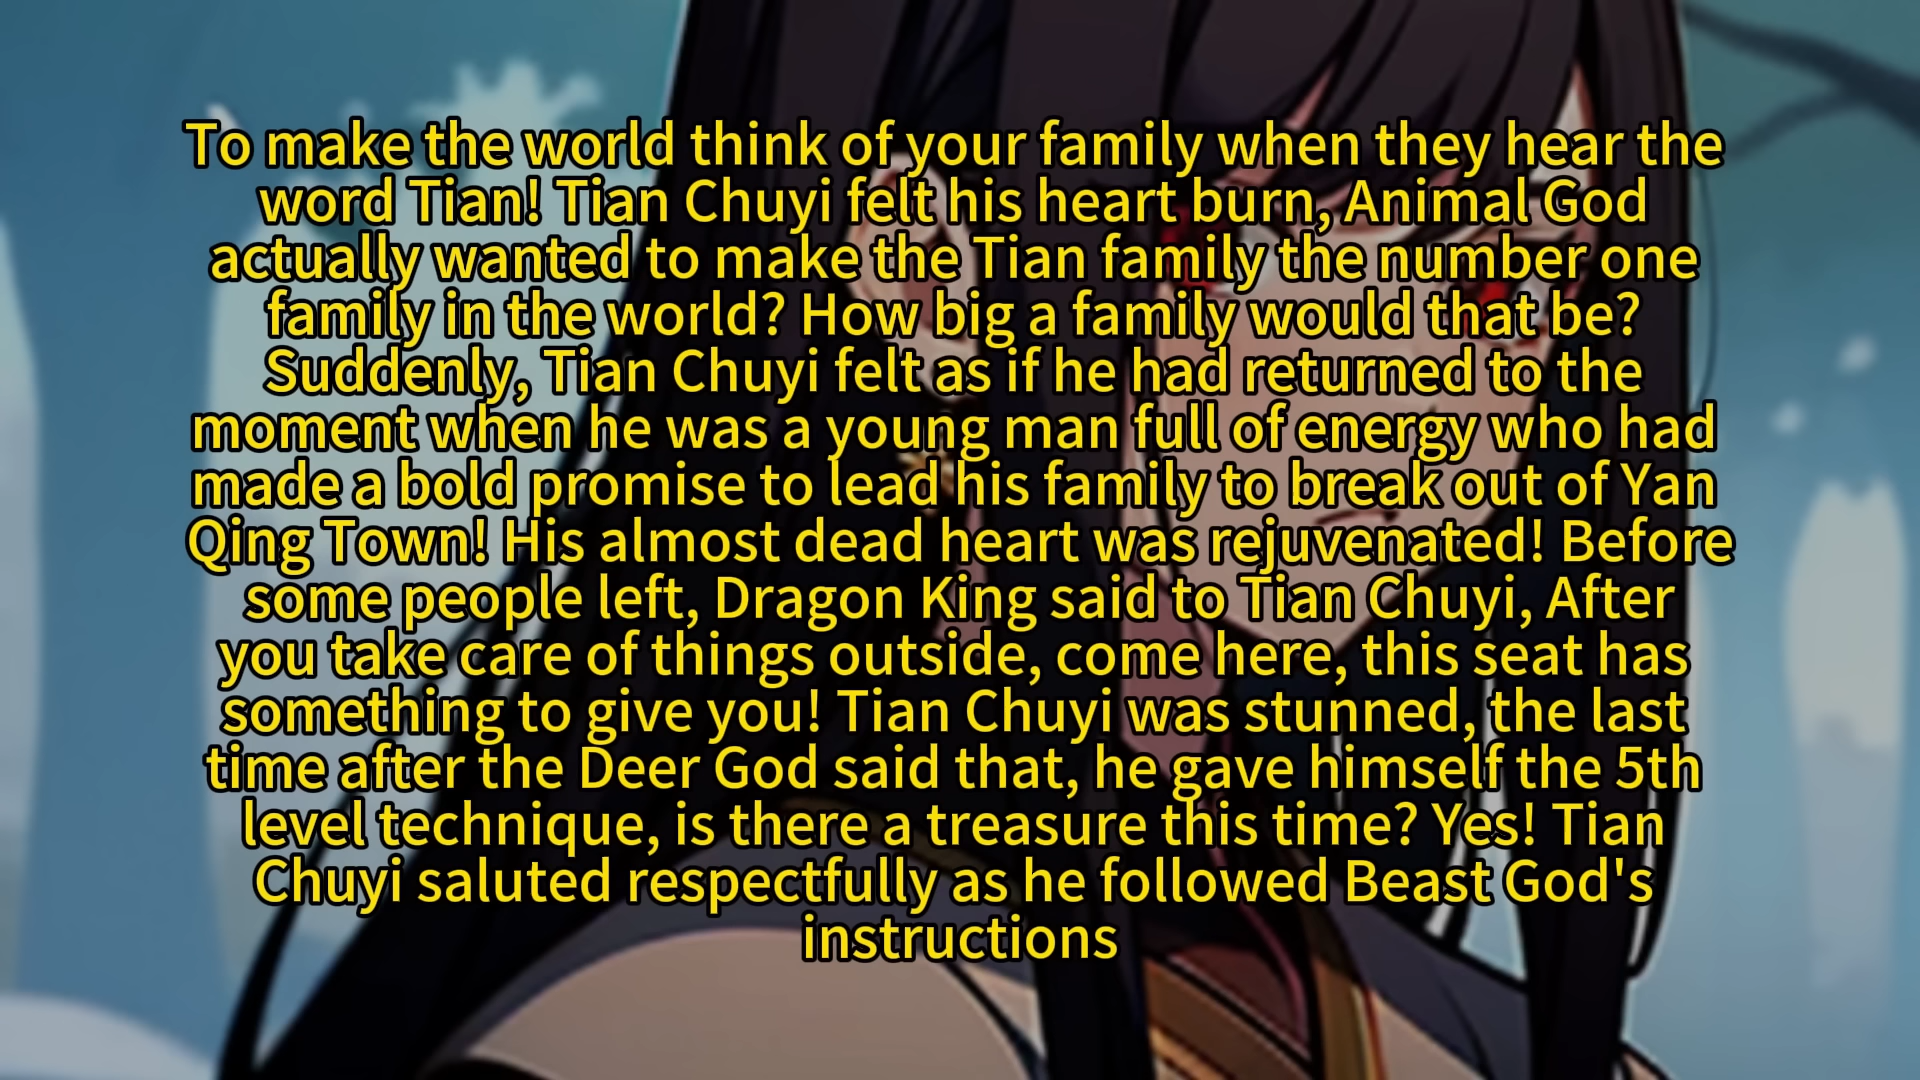 To make the world think of your family when they hear the
word Tian! Tian Chuyi felt his heart burn, Animal God
actually wanted to make the Tian family the number one
family in the world? How big a family would that be?
Suddenly, Tian Chuyi felt as if he had returned to the
moment when he was a young man full of energy who had
made a bold promise to lead his family to break out of Yan
Qing Town! His almost dead heart was rejuvenated! Before
some people left, Dragon King said to Tian Chuyi, After
you take care of things outside, come here, this seat has
something to give you! Tian Chuyi was stunned, the last
time after the Deer God said that, he gave himself the 5th
level technique, is there a treasure this time? Yes! Tian
Chuyi saluted respectfully as he followed Beast God's
instructions